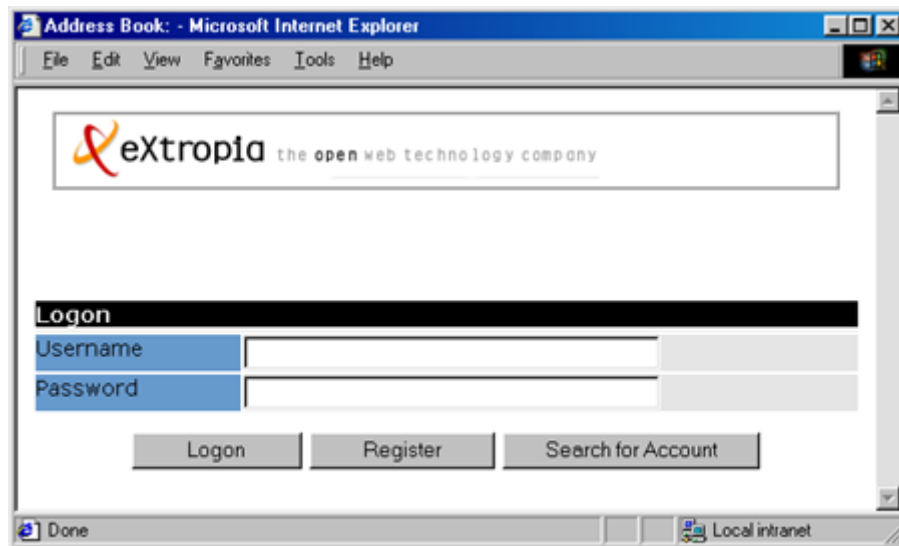 Address Book: - Microsoft Internet Explorer
File Edit View Favorites Tools Help
eXtropia the open web technology company
Logon
Username
Password
Logon Register Search for Account
Done Local intranet